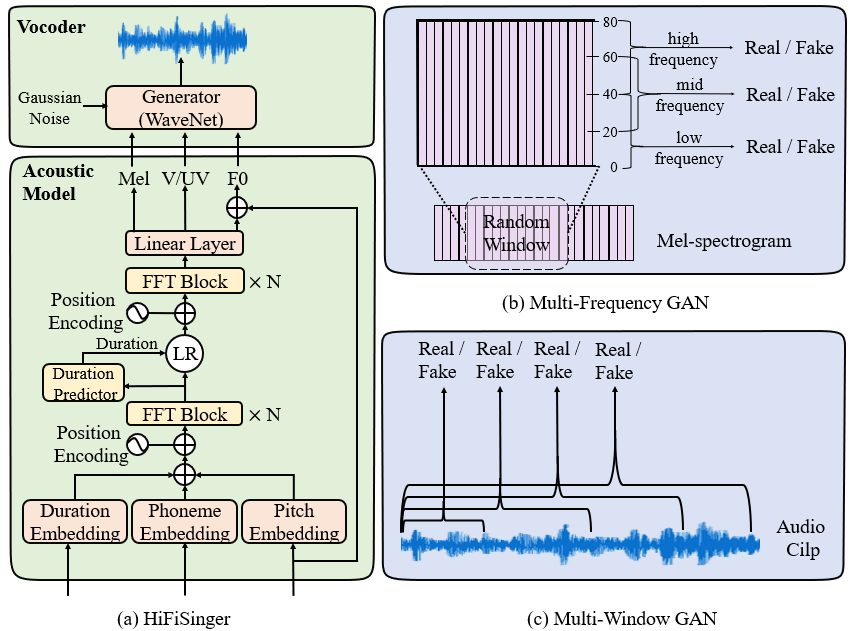 Vocoder
Gaussian
Noise
Generator
(WaveNet)
Acoustic
Model
Mel
V/UV
F0
Linear Layer
FFT Block
× N
Position
Encoding
Duration
LR
Duration
Predictor
FFT Block
× N
Position
Encoding
Duration
Embedding
Phoneme
Embedding
Pitch
Embedding
(a) HiFiSinger
80
60
40
20
0
high
frequency
Real / Fake
mid
frequency
Real / Fake
low
frequency
Real / Fake
Random
Window
Mel-spectrogram
(b) Multi-Frequency GAN
Real /
Fake
Real /
Fake
Real /
Fake
Real /
Fake
Audio
Cilp
(c) Multi-Window GAN